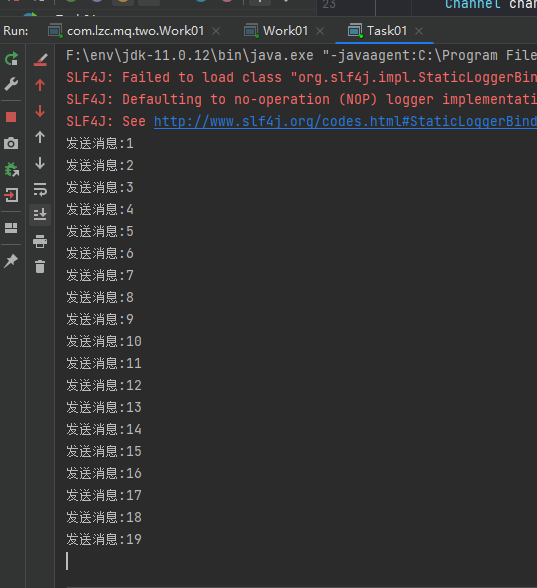 23
Channel chan
Run: com.lzc.mq.two.Work01 Work01 Task01
F:\env\jdk-11.0.12\bin\java.exe "-javaagent:C:\Program File
SLF4J: Failed to load class "org.slf4j.impl.StaticLoggerBin
SLF4J: Defaulting to no-operation (NOP) logger implementati
SLF4J: See http://www.slf4j.org/codes.html#StaticLoggerBind
发送消息:1
发送消息:2
发送消息:3
发送消息:4
发送消息:5
发送消息:6
发送消息:7
发送消息:8
发送消息:9
发送消息:10
发送消息:11
发送消息:12
发送消息:13
发送消息:14
发送消息:15
发送消息:16
发送消息:17
发送消息:18
发送消息:19